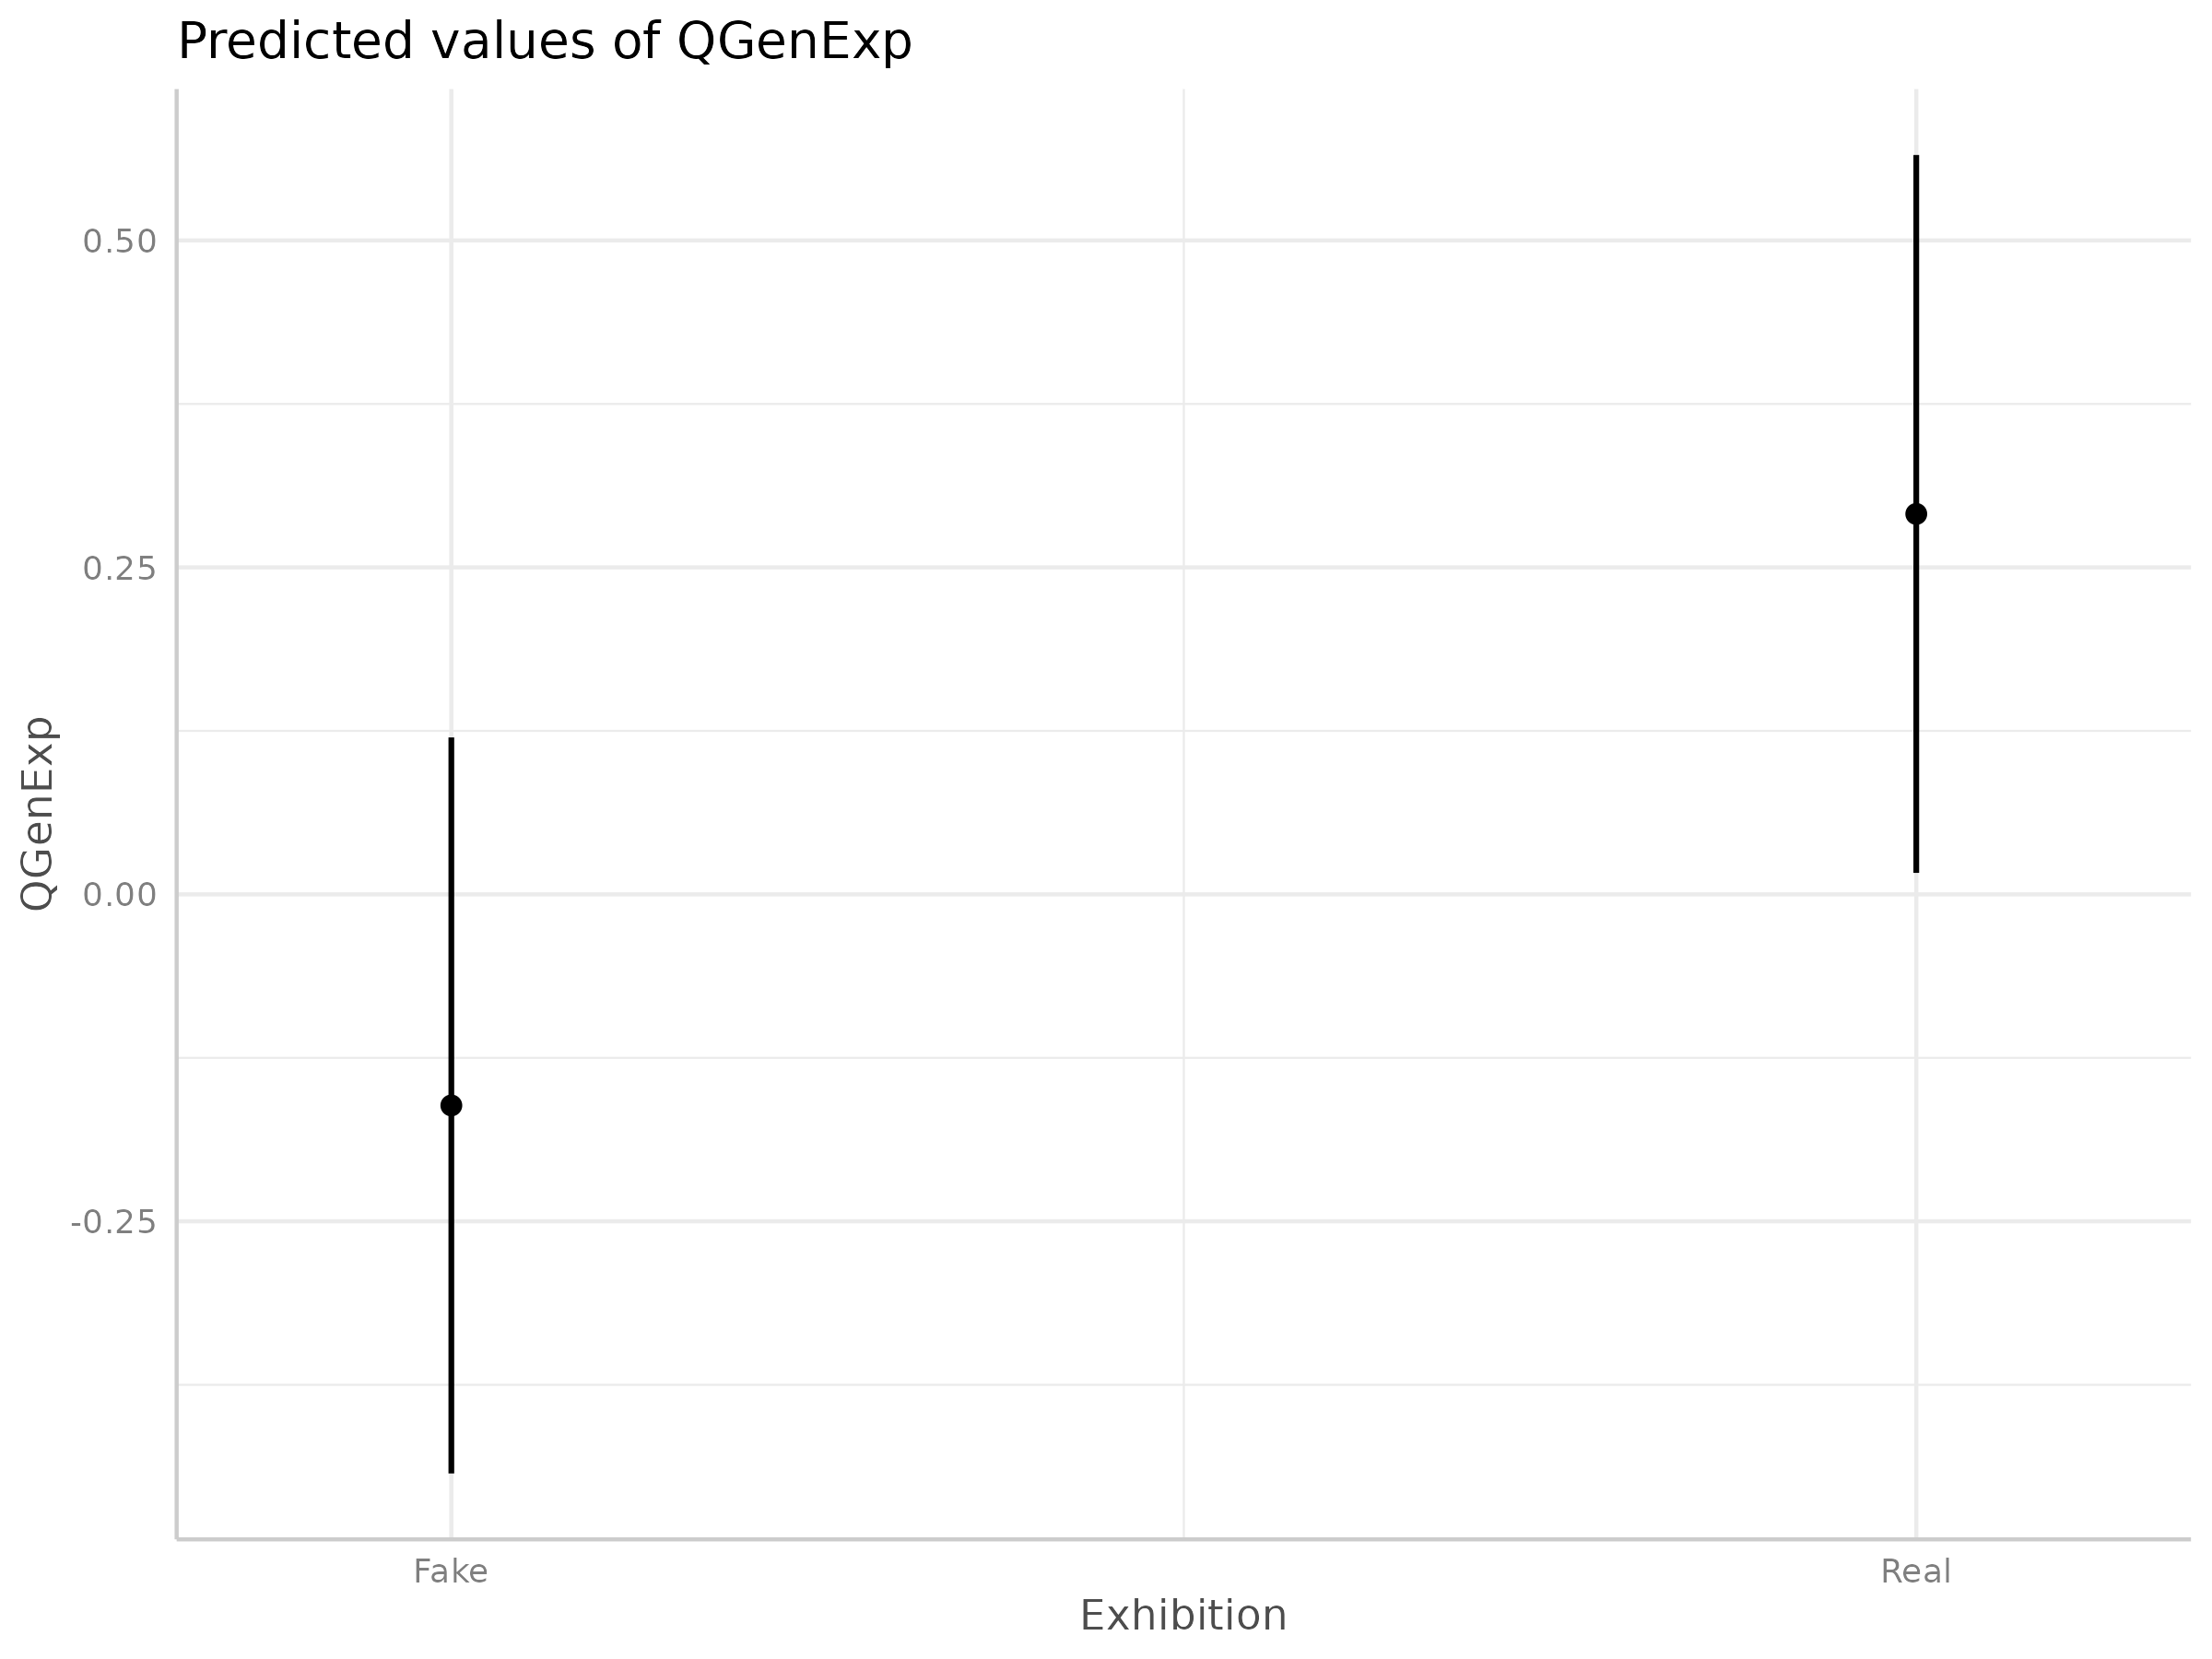 Predicted values of QGenExp
QGenExp
0.50
0.25
0.00
-0.25
Fake
Real
Exhibition